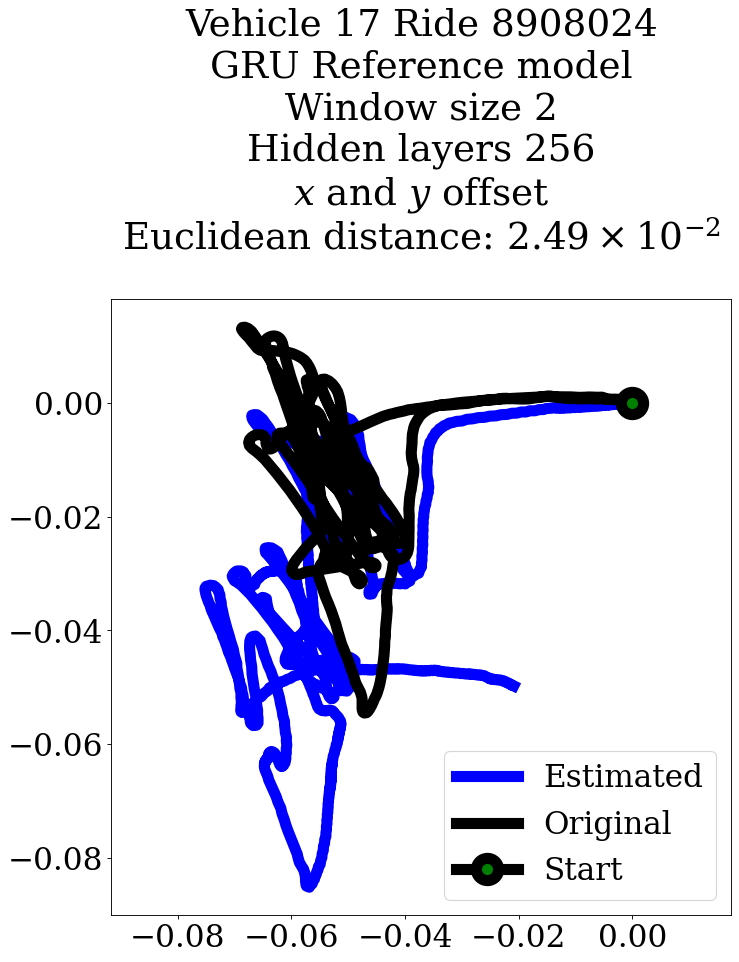 Vehicle 17 Ride 8908024
GRU Reference model
Window size 2
Hidden layers 256
x and y offset
Euclidean distance: 2.49 × 10⁻²
0.00
−0.02
−0.04
−0.06
−0.08
Estimated
Original
Start
−0.08 −0.06 −0.04 −0.02 0.00